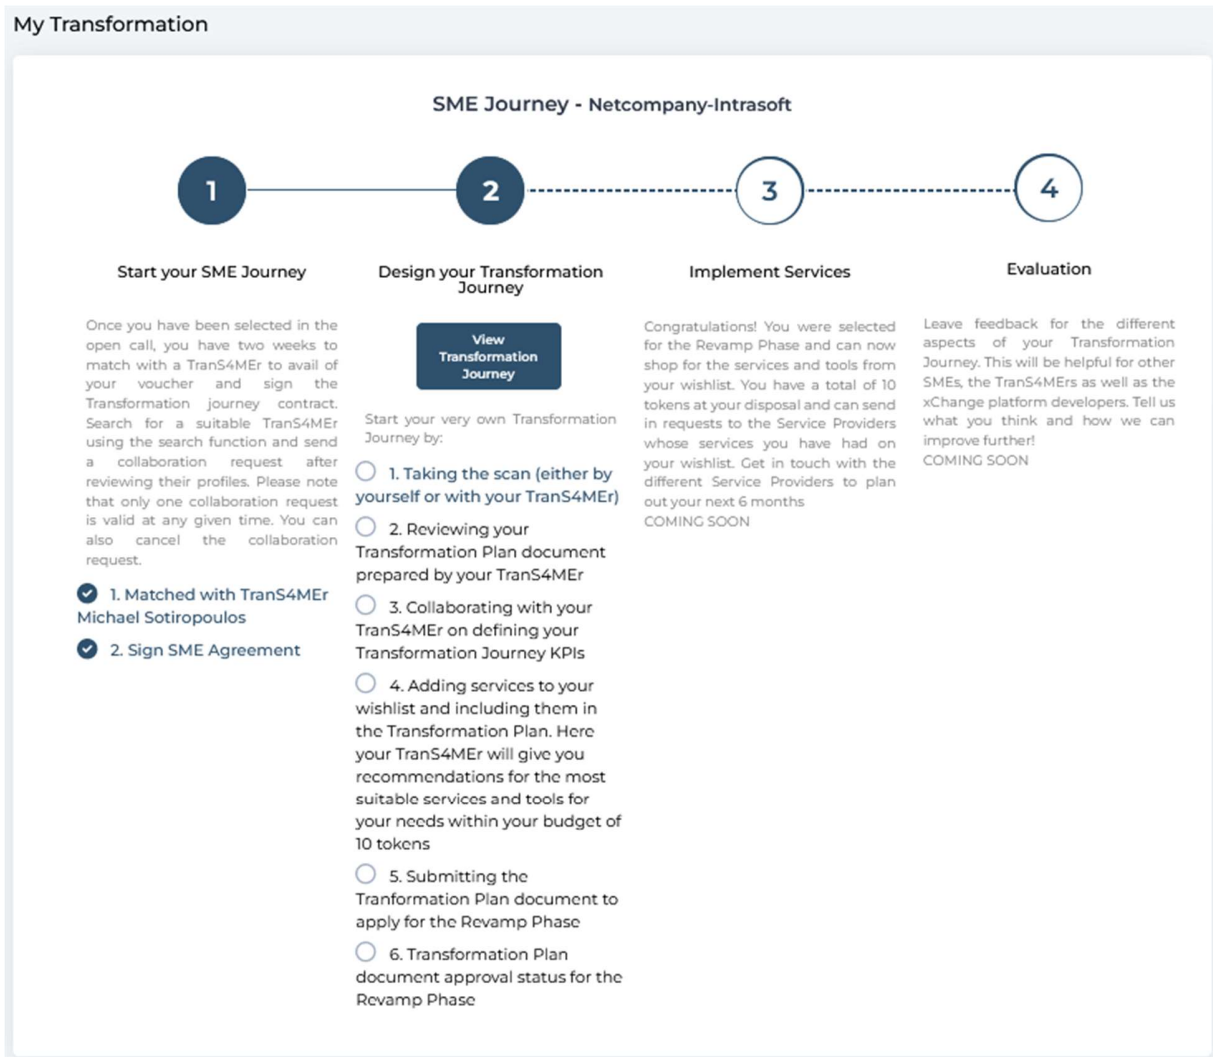 My Transformation
SME Journey - Netcompany-Intrasoft
1
2
3
4
Start your SME Journey
Once you have been selected in the
open call, you have two weeks to
match with a TranS4MEr to avail of
your voucher and sign the
Transformation journey contract.
Search for a suitable TranS4MEr
using the search function and send
a collaboration request after
reviewing their profiles. Please note
that only one collaboration request
is valid at any given time. You can
also cancel the collaboration
request.
1. Matched with TranS4MEr
Michael Sotiropoulos
2. Sign SME Agreement
Design your Transformation
Journey
View
Transformation
Journey
Start your very own Transformation
Journey by:
1. Taking the scan (either by
yourself or with your TranS4MEr)
2. Reviewing your
Transformation Plan document
prepared by your TranS4MEr
3. Collaborating with your
TranS4MEr on defining your
Transformation Journey KPIs
4. Adding services to your
wishlist and including them in
the Transformation Plan. Here
your TranS4MEr will give you
recommendations for the most
suitable services and tools for
your needs within your budget of
10 tokens
5. Submitting the
Tranformation Plan document to
apply for the Revamp Phase
6. Transformation Plan
document approval status for the
Revamp Phase
Implement Services
Congratulations! You were selected
for the Revamp Phase and can now
shop for the services and tools from
your wishlist. You have a total of 10
tokens at your disposal and can send
in requests to the Service Providers
whose services you have had on
your wishlist. Get in touch with the
different Service Providers to plan
out your next 6 months
COMING SOON
Evaluation
Leave feedback for the different
aspects of your Transformation
Journey. This will be helpful for other
SMEs, the TranS4MErs as well as the
xChange platform developers. Tell us
what you think and how we can
improve further!
COMING SOON